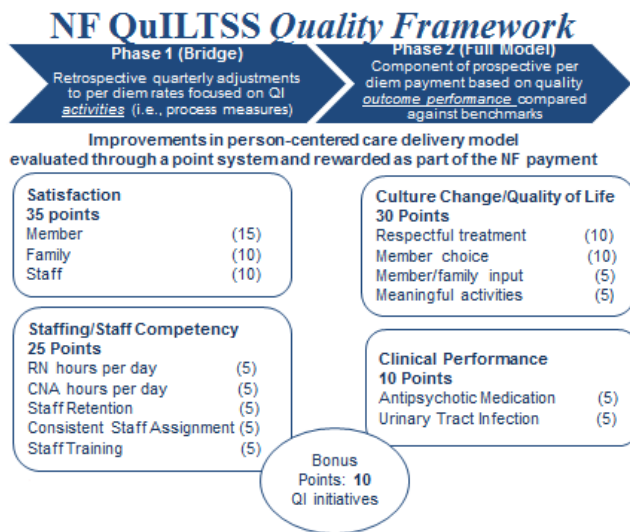 NF QuILTSS Quality Framework
Phase 1 (Bridge)
Retrospective quarterly adjustments
to per diem rates focused on QI
activities (i.e., process measures)
Phase 2 (Full Model)
Component of prospective per
diem payment based on quality
outcome performance compared
against benchmarks
Improvements in person-centered care delivery model
evaluated through a point system and rewarded as part of the NF payment
Satisfaction
35 points
Member (15)
Family (10)
Staff (10)
Culture Change/Quality of Life
30 Points
Respectful treatment (10)
Member choice (10)
Member/family input (5)
Meaningful activities (5)
Staffing/Staff Competency
25 Points
RN hours per day (5)
CNA hours per day (5)
Staff Retention (5)
Consistent Staff Assignment (5)
Staff Training (5)
Clinical Performance
10 Points
Antipsychotic Medication (5)
Urinary Tract Infection (5)
Bonus
Points: 10
QI initiatives